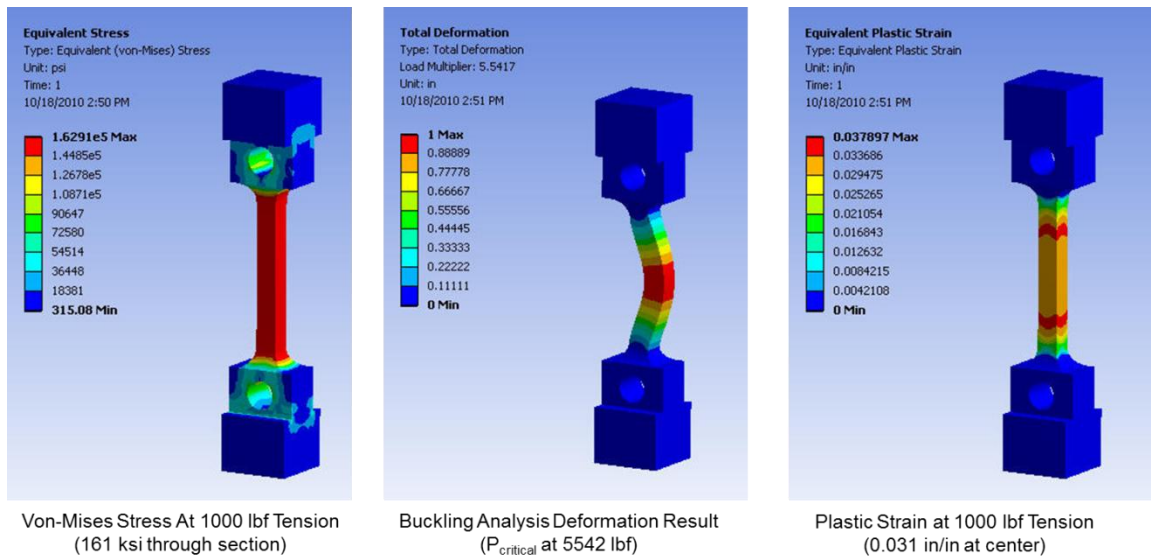 Equivalent Stress
Type: Equivalent (von-Mises) Stress
Unit: psi
Time: 1
10/18/2010 2:50 PM
1.6291e5 Max
1.4485e5
1.2678e5
1.0871e5
90647
72580
54514
36448
18381
315.08 Min
Von-Mises Stress At 1000 lbf Tension
(161 ksi through section)
Total Deformation
Type: Total Deformation
Load Multiplier: 5.5417
Unit: in
10/18/2010 2:51 PM
1 Max
0.88889
0.77778
0.66667
0.55556
0.44445
0.33333
0.22222
0.11111
0 Min
Buckling Analysis Deformation Result
(Pcritical at 5542 lbf)
Equivalent Plastic Strain
Type: Equivalent Plastic Strain
Unit: in/in
Time: 1
10/18/2010 2:51 PM
0.037897 Max
0.033686
0.029475
0.025265
0.021054
0.016843
0.012632
0.0084215
0.0042108
0 Min
Plastic Strain at 1000 lbf Tension
(0.031 in/in at center)